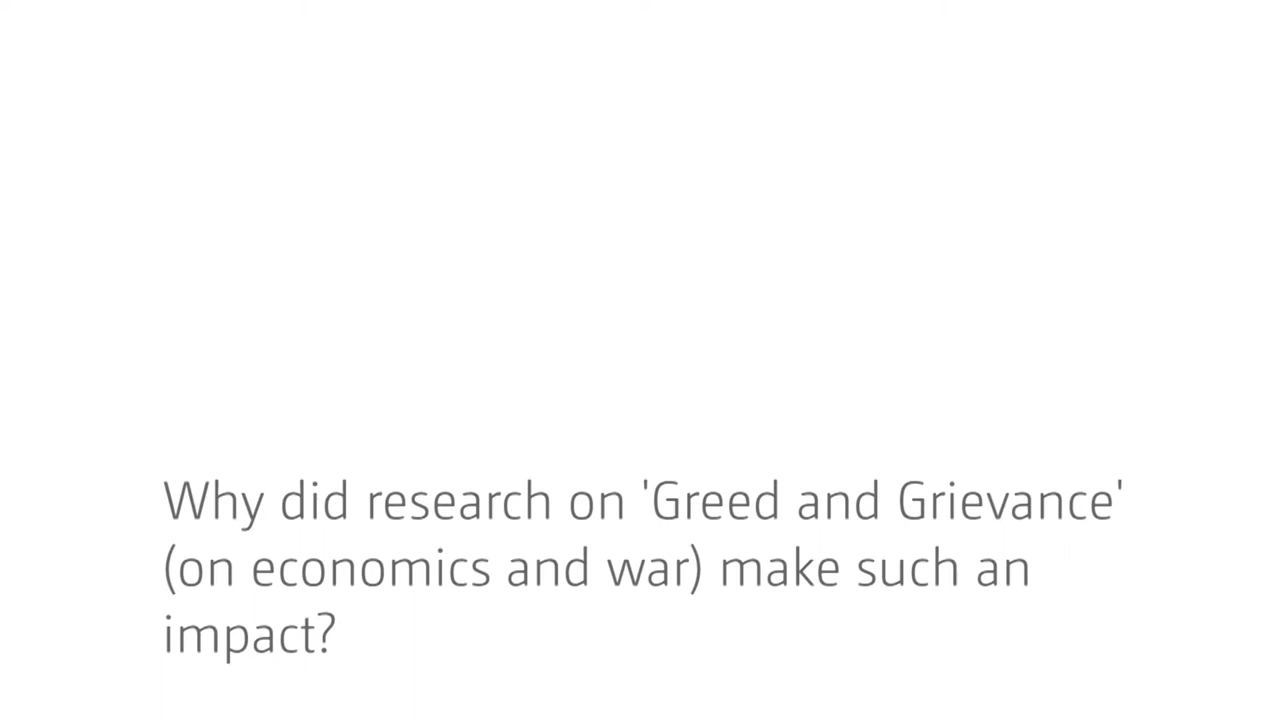 Why did research on 'Greed and Grievance'
(on economics and war) make such an
impact?